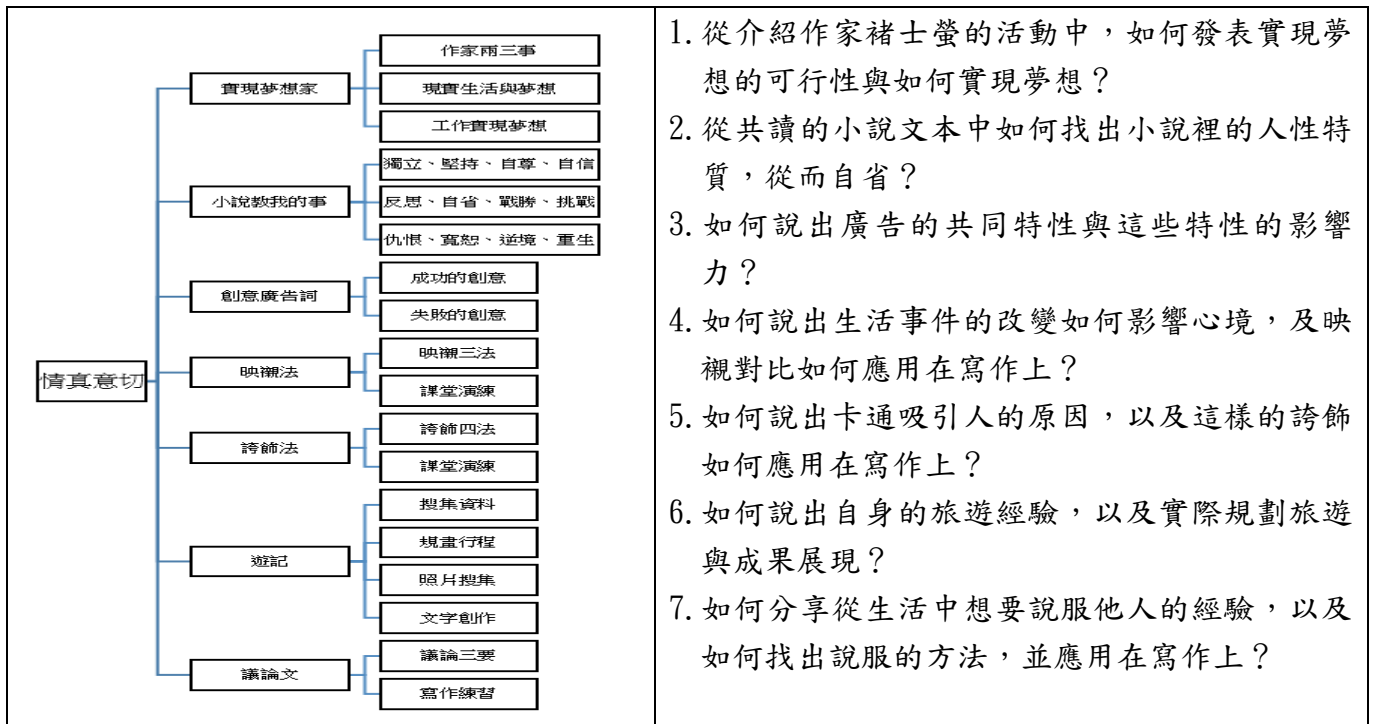 情真意切
實現夢想家
作家兩三事
現實生活與夢想
工作實現夢想
小說教我的事
獨立、堅持、自尊、自信
反思、自省、戰勝、挑戰
仇恨、寬恕、逆境、重生
創意廣告詞
成功的創意
失敗的創意
映襯法
映襯三法
課堂演練
誇飾法
誇飾四法
課堂演練
遊記
搜集資料
規畫行程
照片搜集
文字創作
議論文
議論三要
寫作練習
1.從介紹作家褚士螢的活動中，如何發表實現夢
想的可行性與如何實現夢想？
2.從共讀的小說文本中如何找出小說裡的人性特
質，從而自省？
3.如何說出廣告的共同特性與這些特性的影響
力？
4.如何說出生活事件的改變如何影響心境，及映
襯對比如何應用在寫作上？
5.如何說出卡通吸引人的原因，以及這樣的誇飾
如何應用在寫作上？
6.如何說出自身的旅遊經驗，以及實際規劃旅遊
與成果展現？
7.如何分享從生活中想要說服他人的經驗，以及
如何找出說服的方法，並應用在寫作上？